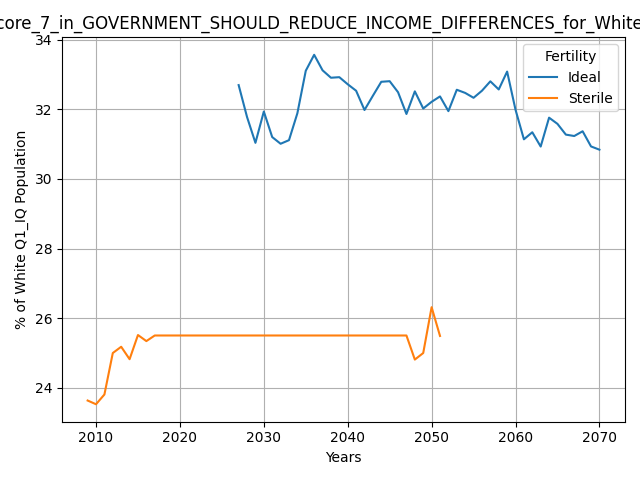 core_7_in_GOVERNMENT_SHOULD_REDUCE_INCOME_DIFFERENCES_for_White
34
32
30
28
26
24
% of White Q1_IQ Population
Fertility
Ideal
Sterile
2010 2020 2030 2040 2050 2060 2070
Years